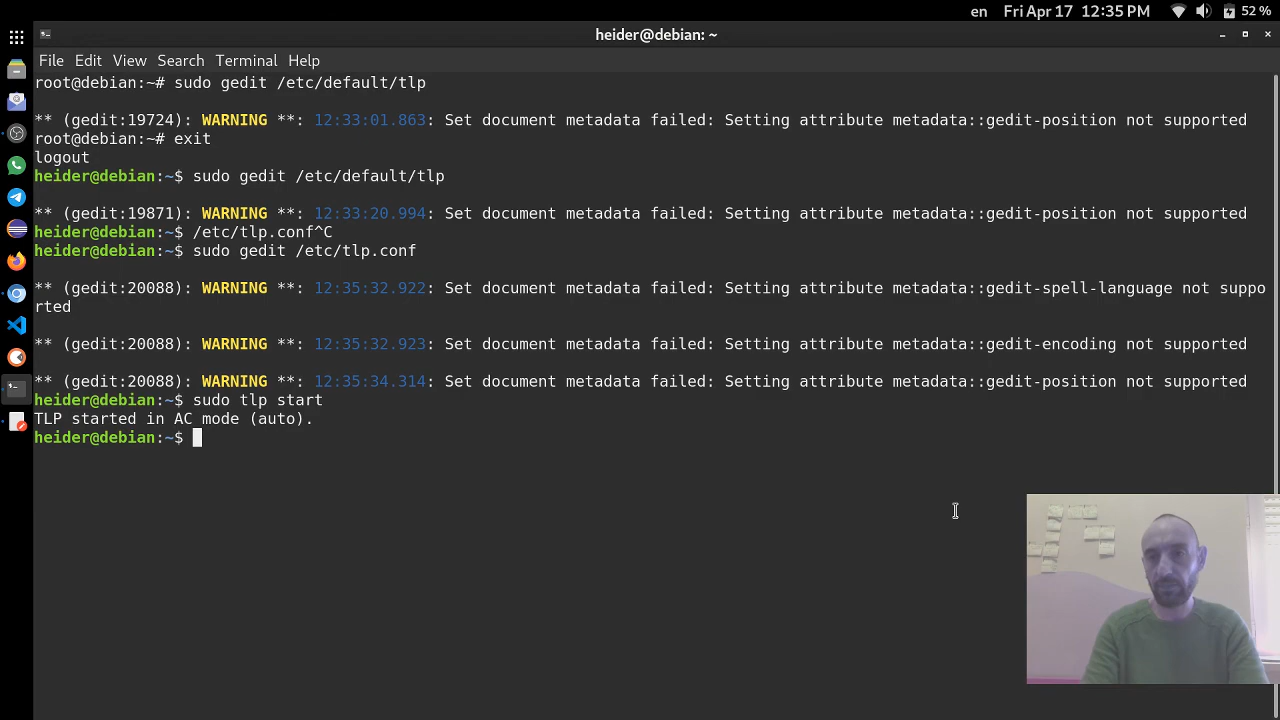 en Fri Apr 17 12:35 PM 52 %
heider@debian: ~
File Edit View Search Terminal Help
root@debian:~# sudo gedit /etc/default/tlp
** (gedit:19724): WARNING **: 12:33:01.863: Set document metadata failed: Setting attribute metadata::gedit-position not supported
root@debian:~# exit
logout
heider@debian:~$ sudo gedit /etc/default/tlp
** (gedit:19871): WARNING **: 12:33:20.994: Set document metadata failed: Setting attribute metadata::gedit-position not supported
heider@debian:~$ /etc/tlp.conf^C
heider@debian:~$ sudo gedit /etc/tlp.conf
** (gedit:20088): WARNING **: 12:35:32.922: Set document metadata failed: Setting attribute metadata::gedit-spell-language not suppo
rted
** (gedit:20088): WARNING **: 12:35:32.923: Set document metadata failed: Setting attribute metadata::gedit-encoding not supported
** (gedit:20088): WARNING **: 12:35:34.314: Set document metadata failed: Setting attribute metadata::gedit-position not supported
heider@debian:~$ sudo tlp start
TLP started in AC mode (auto).
heider@debian:~$